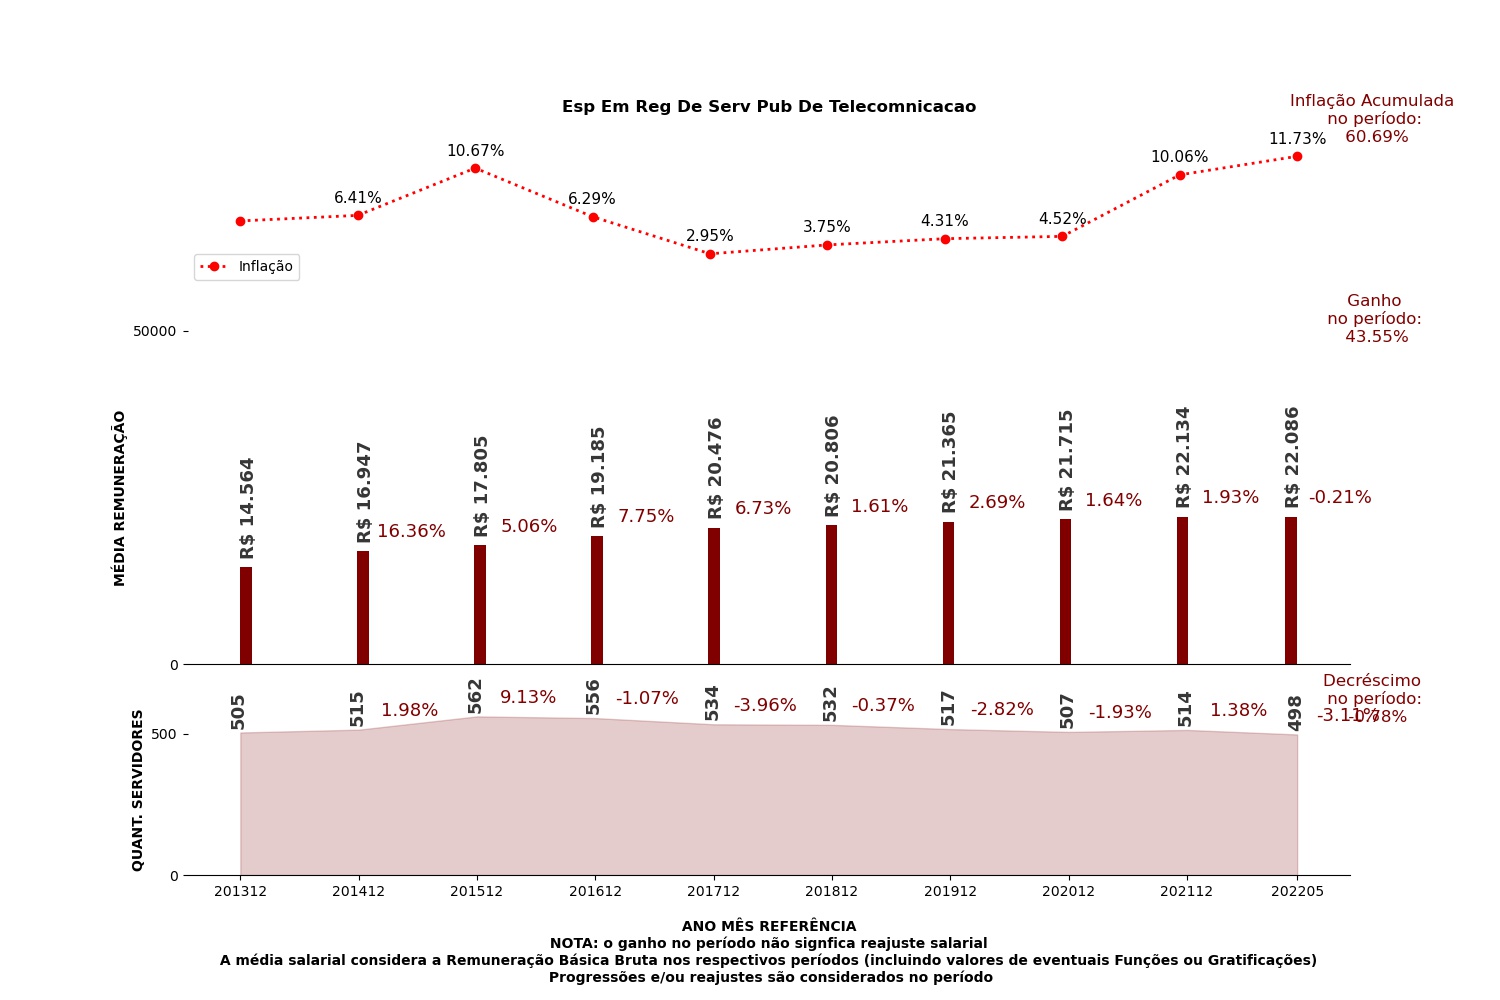 Esp Em Reg De Serv Pub De Telecomnicacao
Inflação Acumulada
no período:
60.69%
6.41%
10.67%
6.29%
2.95%
3.75%
4.31%
4.52%
10.06%
11.73%
Inflação
Ganho
no período:
43.55%
50000
0
MÉDIA REMUNERAÇÃO
R$ 14.564
R$ 16.947
R$ 17.805
R$ 19.185
R$ 20.476
R$ 20.806
R$ 21.365
R$ 21.715
R$ 22.134
R$ 22.086
16.36%
5.06%
7.75%
6.73%
1.61%
2.69%
1.64%
1.93%
-0.21%
Decréscimo
no período:
-0.78%
500
0
QUANT. SERVIDORES
505
515
562
556
534
532
517
507
514
498
1.98%
9.13%
-1.07%
-3.96%
-0.37%
-2.82%
-1.93%
1.38%
-3.11%
201312
201412
201512
201612
201712
201812
201912
202012
202112
202205
ANO MÊS REFERÊNCIA
NOTA: o ganho no período não signfica reajuste salarial
A média salarial considera a Remuneração Básica Bruta nos respectivos períodos (incluindo valores de eventuais Funções ou Gratificações)
Progressões e/ou reajustes são considerados no período